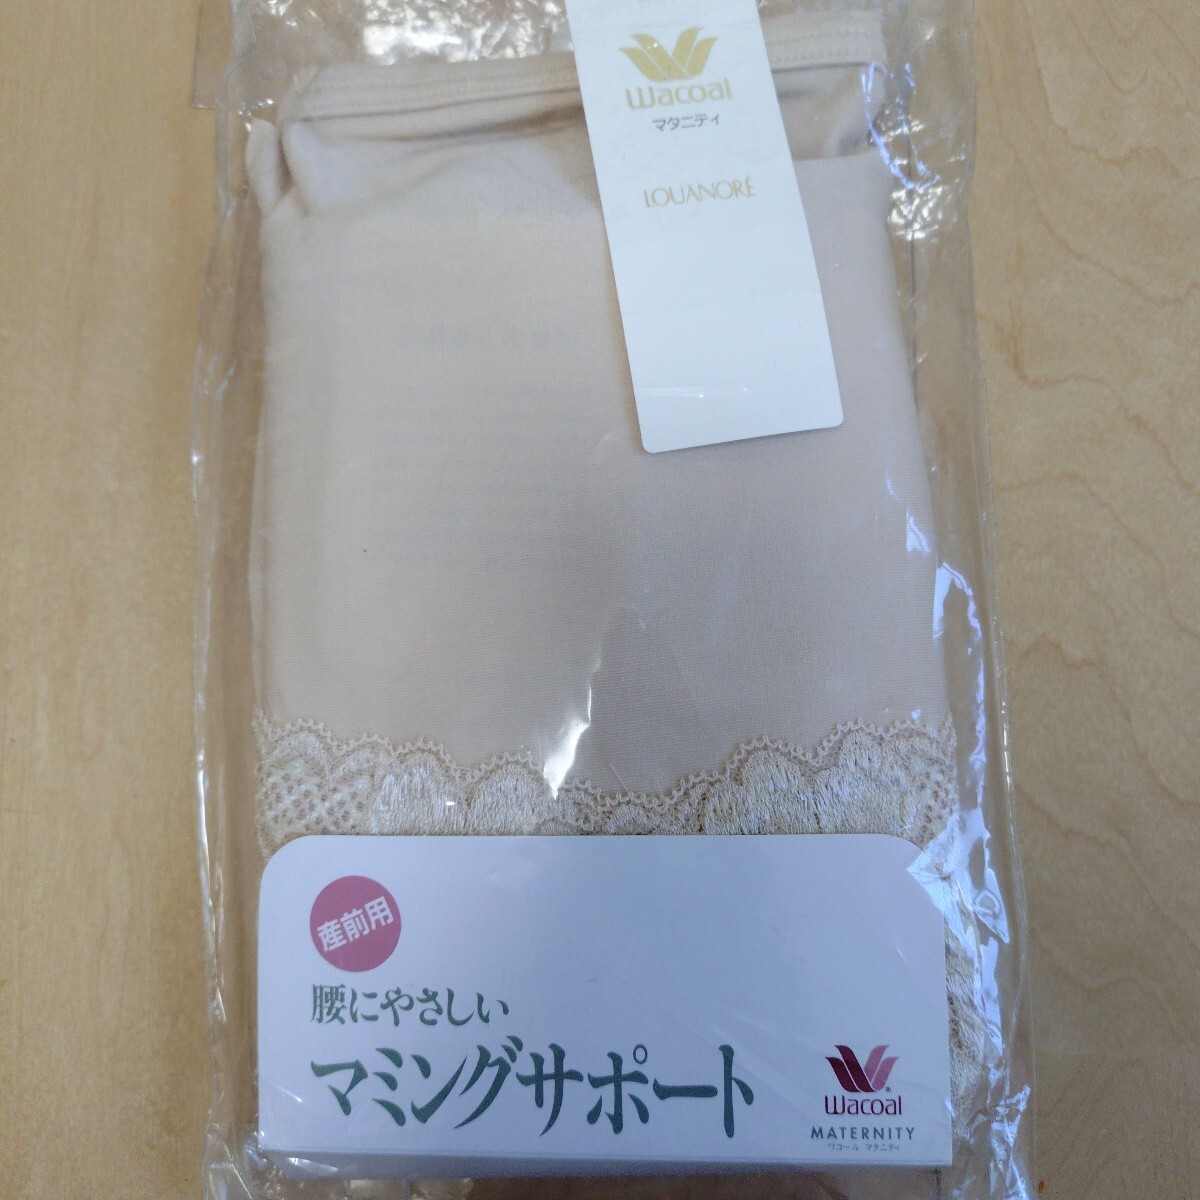 Wacoal
マタニティ
LOUANORÉ
産前用
腰にやさしい
マミングサポート
Wacoal
MATERNITY
ワコール マタニティ